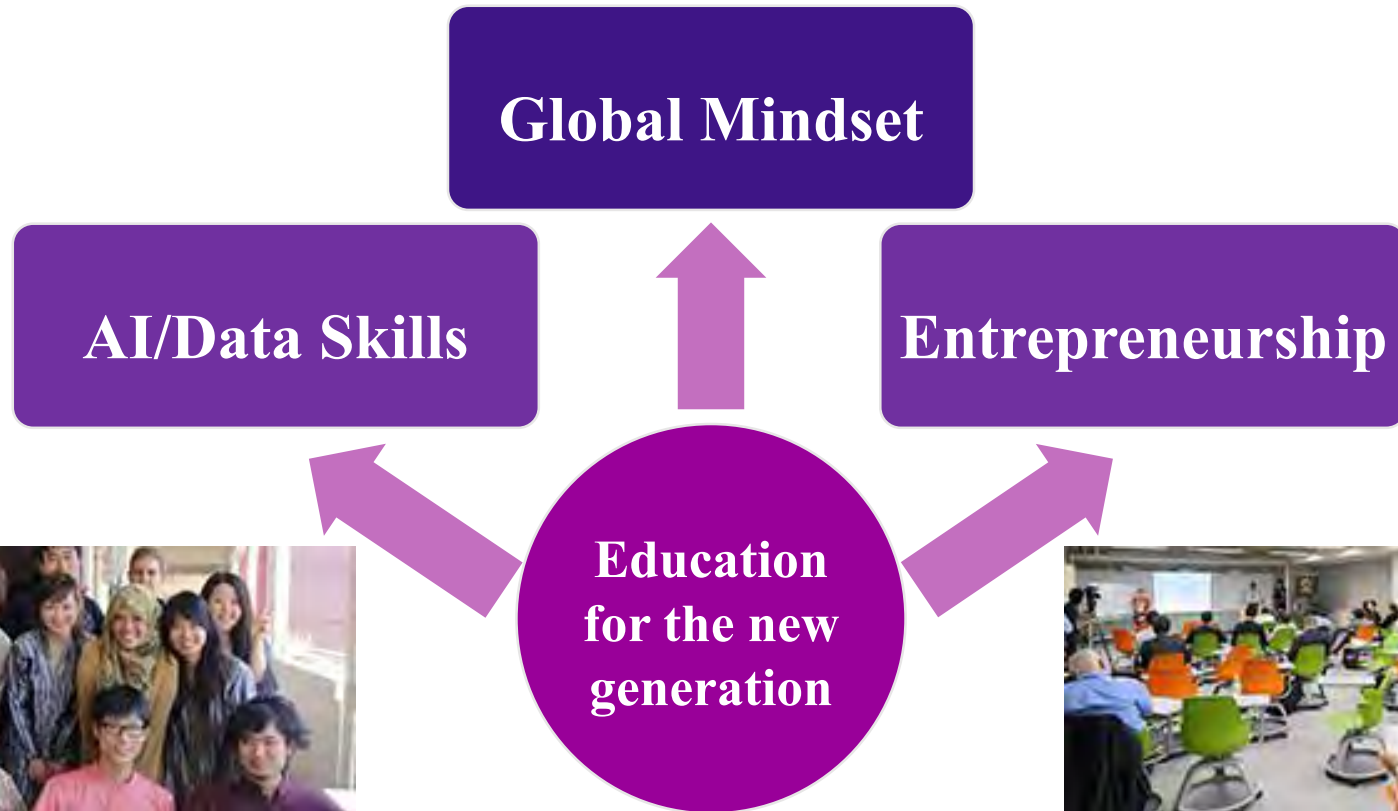 Global Mindset
AI/Data Skills
Entrepreneurship
Education
for the new
generation